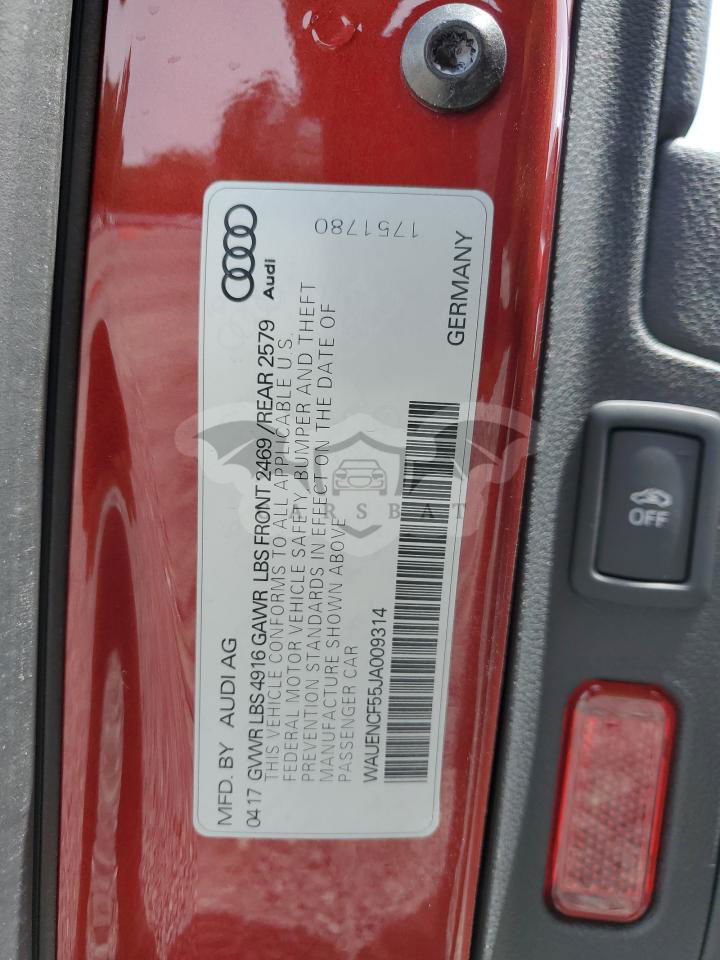 Audi
1751780
MFD. BY AUDI AG
0417 GVWR LBS 4916 GAWR LBS FRONT 2469 /REAR 2579
THIS VEHICLE CONFORMS TO ALL APPLICABLE U.S.
FEDERAL MOTOR VEHICLE SAFETY BUMPER AND THEFT
PREVENTION STANDARDS IN EFFECT ON THE DATE OF
MANUFACTURE SHOWN ABOVE
PASSENGER CAR
WAUENCF55JA009314
GERMANY
OFF
ARSBAT